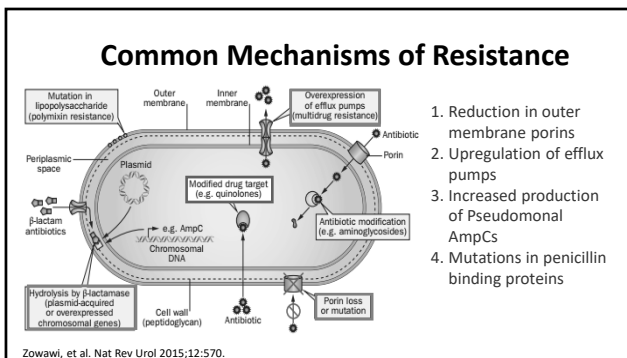 Common Mechanisms of Resistance
Mutation in
lipopolysaccharide
(polymixin resistance)
Outer
membrane
Inner
membrane
Overexpression
of efflux pumps
(multidrug resistance)
Antibiotic
Porin
Periplasmic
space
Plasmid
Modified drug target
(e.g. quinolones)
β-lactam
antibiotics
e.g. AmpC
Chromosomal
DNA
Antibiotic modification
(e.g. aminoglycosides)
Hydrolysis by β-lactamase
(plasmid-acquired
or overexpressed
chromosomal genes)
Cell wall
(peptidoglycan)
Antibiotic
Porin loss
or mutation
1. Reduction in outer
membrane porins
2. Upregulation of efflux
pumps
3. Increased production
of Pseudomonal
AmpCs
4. Mutations in penicillin
binding proteins
Zowawi, et al. Nat Rev Urol 2015;12:570.